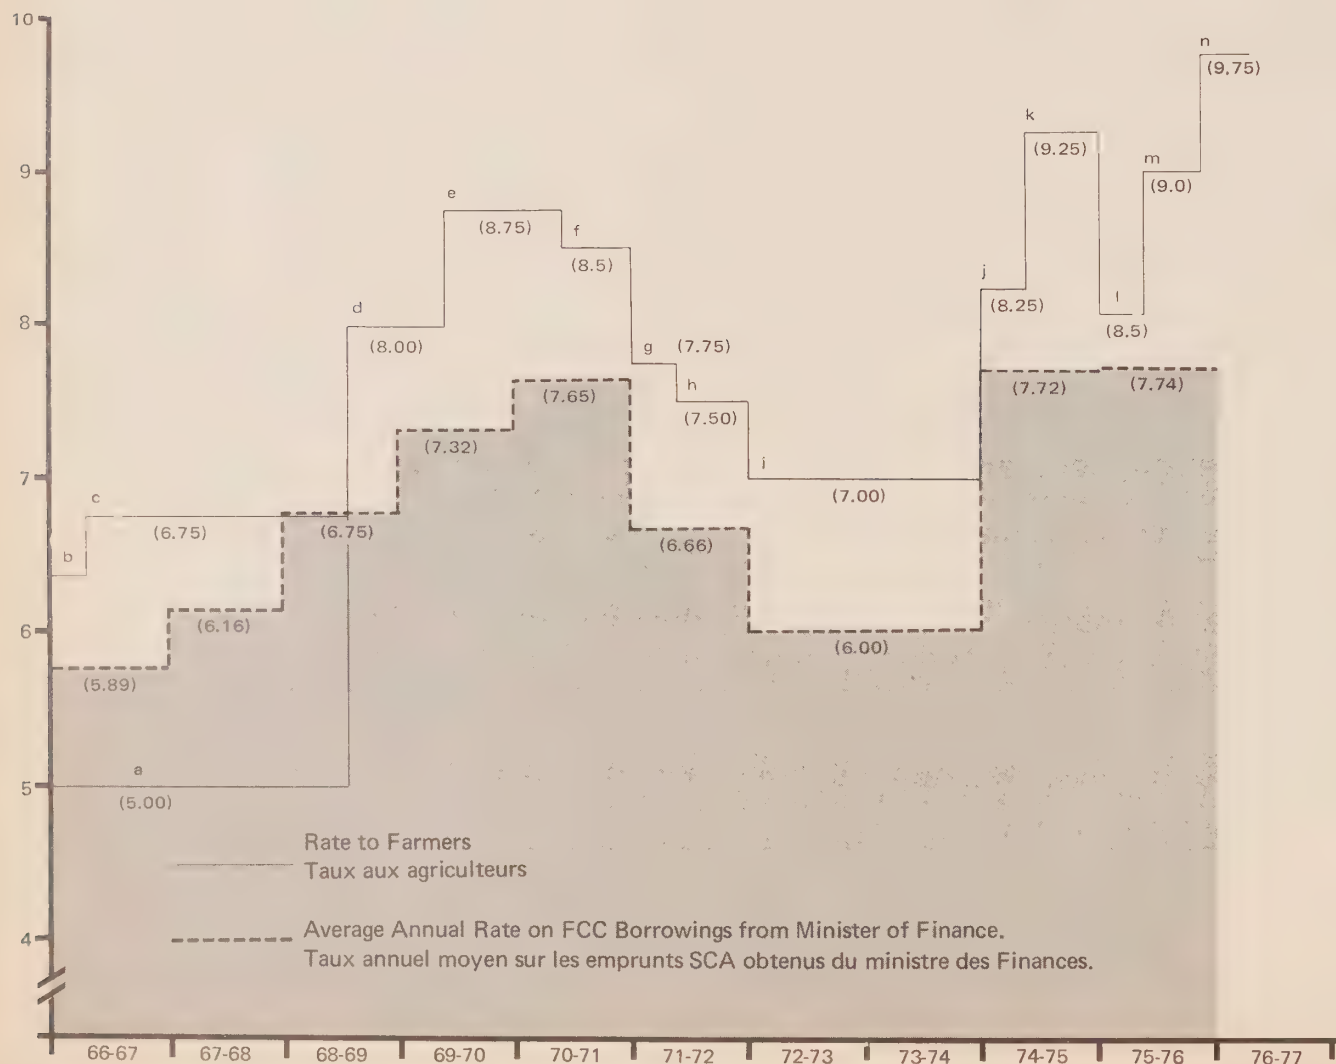 10
n
(9.75)
k
(9.25)
m
(9.0)
9
e
(8.75)
f
(8.5)
j
(8.25)
l
(8.5)
d
(8.00)
8
g
(7.75)
h
(7.50)
(7.72)
(7.74)
(7.65)
(7.32)
i
(7.00)
7
c
(6.75)
(6.75)
(6.66)
b
(6.16)
6
(6.00)
(5.89)
a
5
(5.00)
Rate to Farmers
Taux aux agriculteurs
Average Annual Rate on FCC Borrowings from Minister of Finance.
4
Taux annuel moyen sur les emprunts SCA obtenus du ministre des Finances.
66-67 67-68 68-69 69-70 70-71 71-72 72-73 73-74 74-75 75-76 76-77